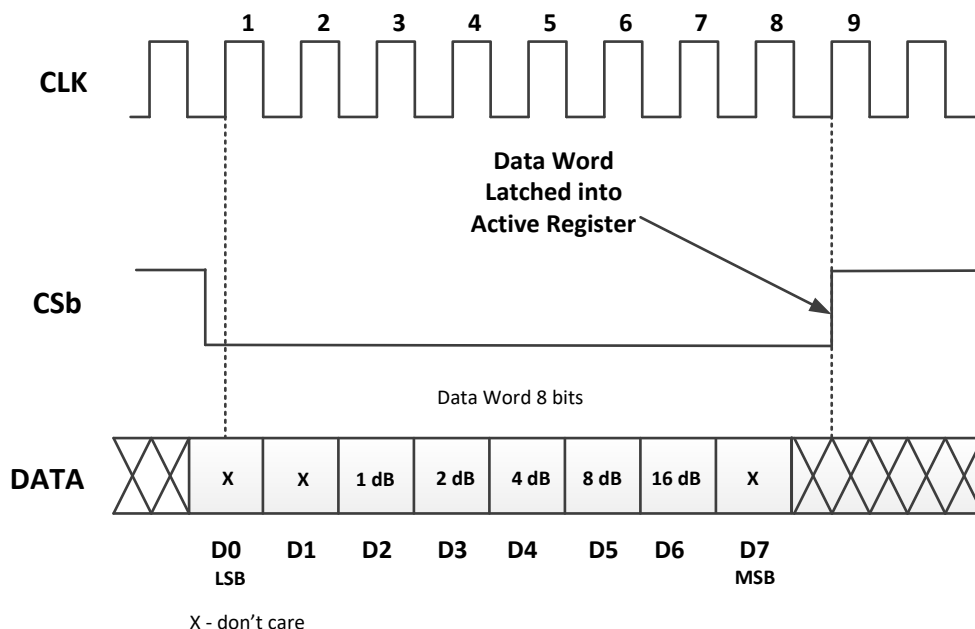 1 2 3 4 5 6 7 8 9
CLK
Data Word
Latched into
Active Register
CSb
Data Word 8 bits
DATA X X 1 dB 2 dB 4 dB 8 dB 16 dB X
D0 D1 D2 D3 D4 D5 D6 D7
LSB MSB
X - don’t care